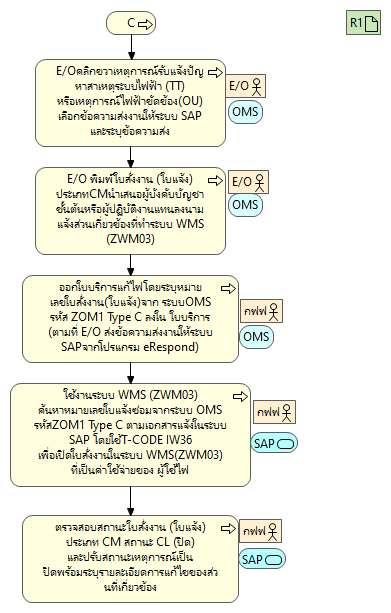 C
R1
E/Oคลิกขวาเหตุการณ์รับแจ้งปัญ
หาสาเหตุระบบไฟฟ้า (TT)
หรือเหตุการณ์ไฟฟ้าขัดข้อง(OU)
เลือกข้อความส่งงานให้ระบบ SAP
และระบุข้อความส่ง
E/O
OMS
E/O พิมพ์ใบสั่งงาน (ใบแจ้ง)
ประเภทCMนำเสนอผู้บังคับบัญชา
ชั้นต้นหรือผู้ปฏิบัติงานแทนลงนาม
แจ้งส่วนเกี่ยวข้องที่ทำระบบ WMS
(ZWM03)
E/O
OMS
ออกใบบริการแก้ไฟโดยระบุหมาย
เลขใบสั่งงาน(ใบแจ้ง)จาก ระบบOMS
รหัส ZOM1 Type C ลงใน ใบบริการ
(ตามที่ E/O ส่งข้อความส่งงานให้ระบบ
SAPจากโปรแกรม eRespond)
กฟฟ
OMS
ใช้งานระบบ WMS (ZWM03)
ค้นหาหมายเลขใบแจ้งซ่อมจากระบบ OMS
รหัสZOM1 Type C ตามเอกสารแจ้งในระบบ
SAP โดยใช้T-CODE IW36
เพื่อเปิดใบสั่งงานในระบบ WMS(ZWM03)
ที่เป็นค่าใช้จ่ายของ ผู้ใช้ไฟ
กฟฟ
SAP
ตรวจสอบสถานะใบสั่งงาน (ใบแจ้ง)
ประเภท CM สถานะ CL (ปิด)
และปรับสถานะเหตุการณ์เป็น
ปิดพร้อมระบุรายละเอียดการแก้ไขของส่ว
นที่เกี่ยวข้อง
กฟฟ
SAP